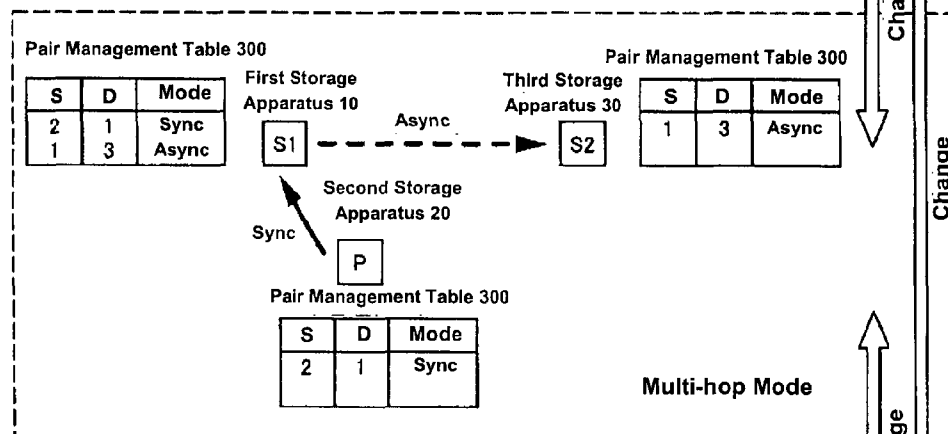 Pair Management Table 300
S D Mode
2 1 Sync
1 3 Async
First Storage
Apparatus 10
S1
Async
Third Storage
Apparatus 30
S2
Pair Management Table 300
S D Mode
1 3 Async
Second Storage
Apparatus 20
Sync
P
Pair Management Table 300
S D Mode
2 1 Sync
Multi-hop Mode
Change